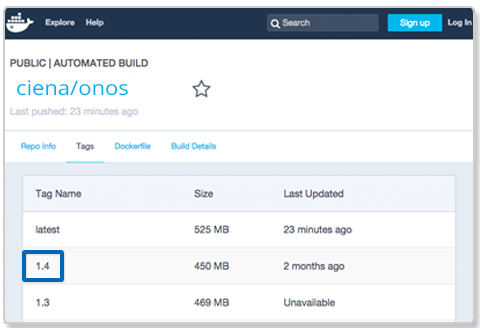 Explore Help Search Sign up Log In
PUBLIC | AUTOMATED BUILD
ciena/onos
Last pushed: 23 minutes ago
Repo Info Tags Dockerfile Build Details
Tag Name Size Last Updated
latest 525 MB 23 minutes ago
1.4 450 MB 2 months ago
1.3 469 MB Unavailable